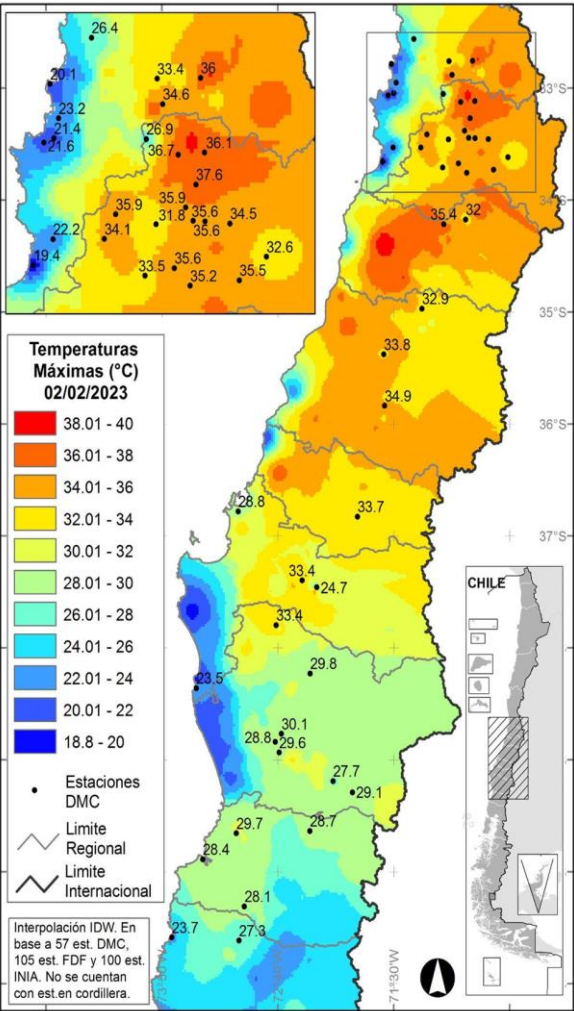 26.4
20.1
33.4
36
34.6
23.2
21.4
21.6
26.9
36.7
36.1
37.6
35.9
35.9
31.8
35.6
35.6
34.5
34.1
22.2
19.4
32.6
33.5
35.6
35.2
35.5
33°S
34°S
35.4
32
35°S
32.9
33.8
34.9
36°S
28.8
33.7
37°S
33.4
24.7
33.4
29.8
23.5
30.1
28.8
29.6
27.7
29.1
29.7
28.7
28.4
28.1
23.7
27.3
72°30'W
71°30'W
Temperaturas
Máximas (°C)
02/02/2023
38.01 - 40
36.01 - 38
34.01 - 36
32.01 - 34
30.01 - 32
28.01 - 30
26.01 - 28
24.01 - 26
22.01 - 24
20.01 - 22
18.8 - 20
Estaciones
DMC
Limite
Regional
Limite
Internacional
Interpolación IDW. En
base a 57 est. DMC,
105 est. FDF y 100 est.
INIA. No se cuentan
con est.en cordillera.
CHILE